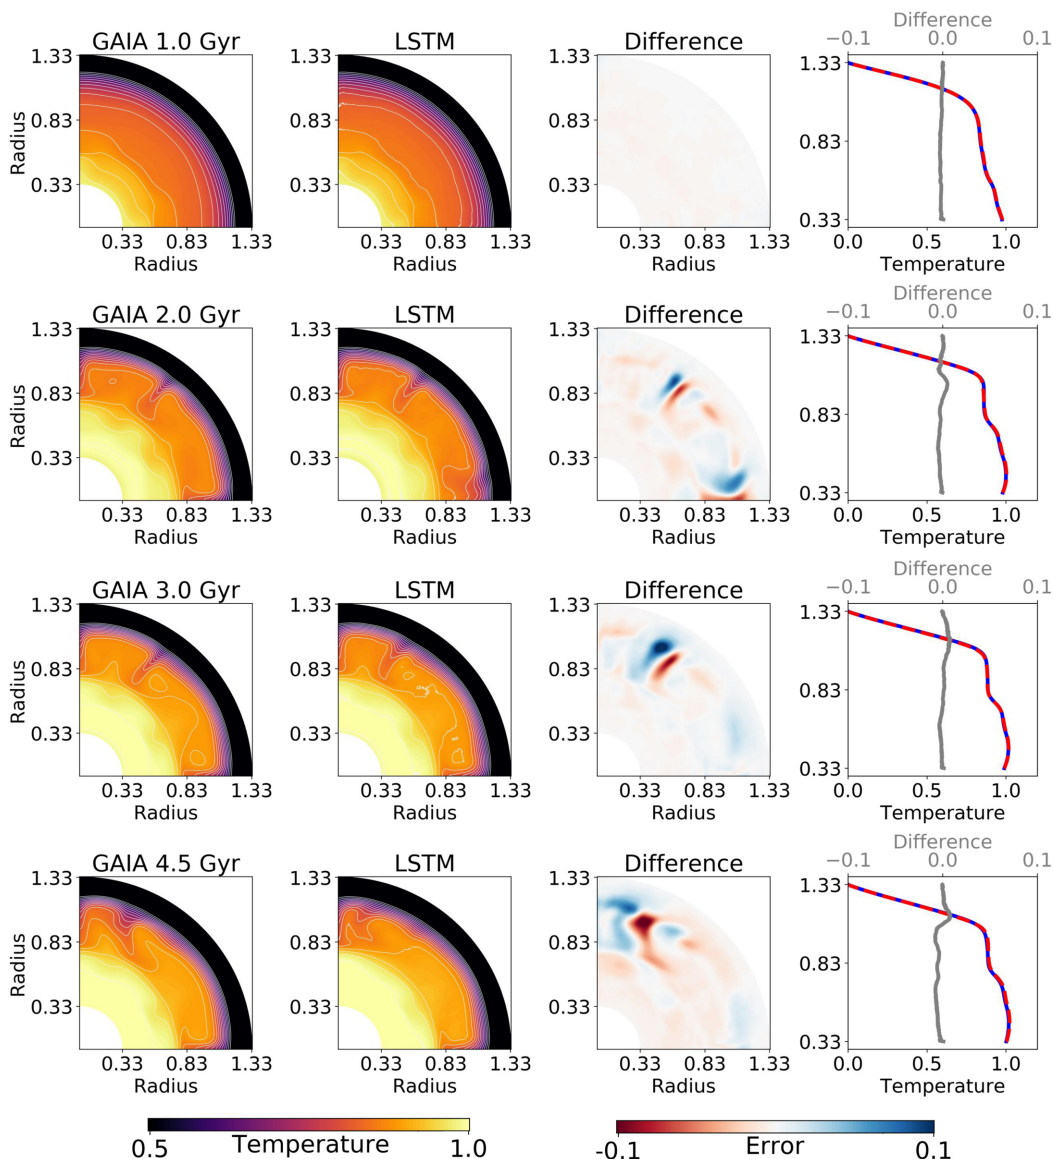 Difference
−0.1 0.0 0.1
GAIA 1.0 Gyr LSTM Difference
1.33 1.33 1.33 1.33
Radius 0.83 0.83 0.83 0.83
0.33 0.33 0.33 0.33
0.33 0.83 1.33 0.33 0.83 1.33 0.33 0.83 1.33 0.0 0.5 1.0
Radius Radius Radius Temperature
Difference
−0.1 0.0 0.1
GAIA 2.0 Gyr LSTM Difference
1.33 1.33 1.33 1.33
Radius 0.83 0.83 0.83 0.83
0.33 0.33 0.33 0.33
0.33 0.83 1.33 0.33 0.83 1.33 0.33 0.83 1.33 0.0 0.5 1.0
Radius Radius Radius Temperature
Difference
−0.1 0.0 0.1
GAIA 3.0 Gyr LSTM Difference
1.33 1.33 1.33 1.33
Radius 0.83 0.83 0.83 0.83
0.33 0.33 0.33 0.33
0.33 0.83 1.33 0.33 0.83 1.33 0.33 0.83 1.33 0.0 0.5 1.0
Radius Radius Radius Temperature
Difference
−0.1 0.0 0.1
GAIA 4.5 Gyr LSTM Difference
1.33 1.33 1.33 1.33
Radius 0.83 0.83 0.83 0.83
0.33 0.33 0.33 0.33
0.33 0.83 1.33 0.33 0.83 1.33 0.33 0.83 1.33 0.0 0.5 1.0
Radius Radius Radius Temperature
0.5 Temperature 1.0 -0.1 Error 0.1